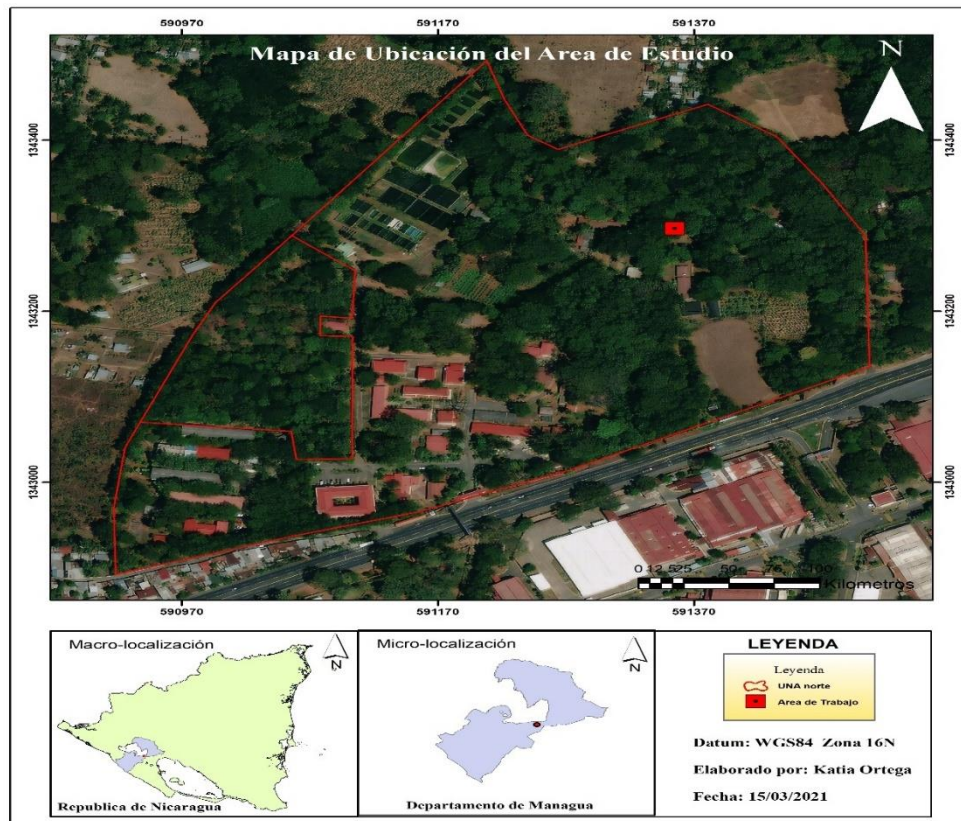 590970 591170 591370
Mapa de Ubicación del Area de Estudio
N
1343400 1343400
1343200 1343200
1343000 1343000
0 12.525 50 75 100
Kilometros
590970 591170 591370
Macro-localización
N
Republica de Nicaragua
Micro-localización
N
Departamento de Managua
LEYENDA
Leyenda
UNA norte
Area de Trabajo
Datum: WGS84 Zona 16N
Elaborado por: Katia Ortega
Fecha: 15/03/2021